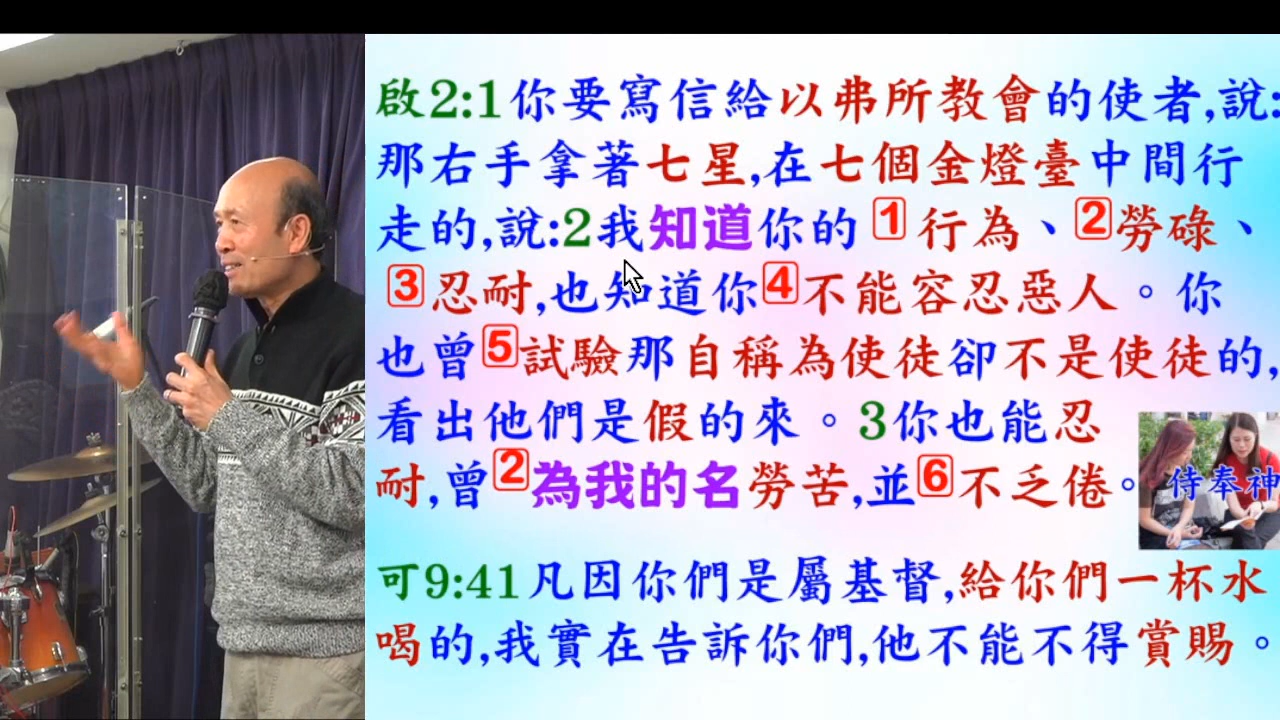 啟2:1你要寫信給以弗所教會的使者,說:
那右手拿著七星,在七個金燈臺中間行
走的,說:2我知道你的1行為、2勞碌、
3忍耐,也知道你4不能容忍惡人。你
也曾5試驗那自稱為使徒卻不是使徒的,
看出他們是假的來。3你也能忍
耐,曾2為我的名勞苦,並6不乏倦。
侍奉神
可9:41凡因你們是屬基督,給你們一杯水
喝的,我實在告訴你們,他不能不得賞賜。